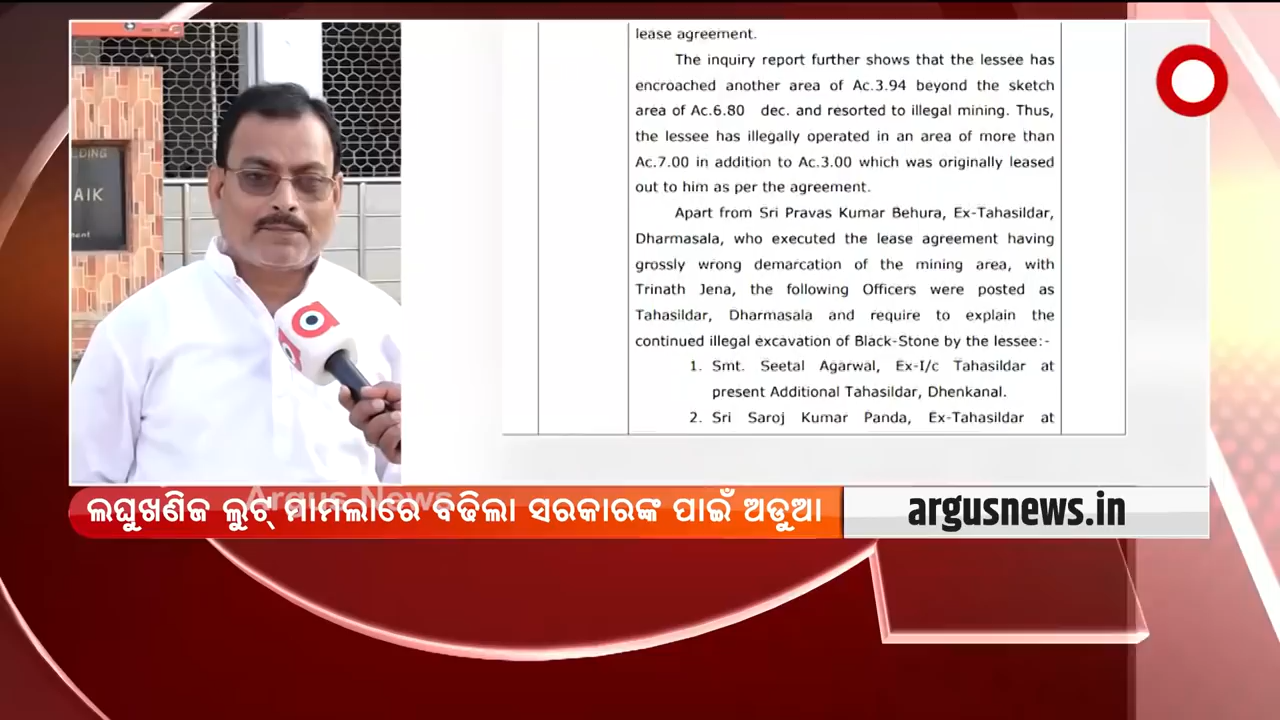 LDING
AIK
ment
lease agreement.
The inquiry report further shows that the lessee has
encroached another area of Ac.3.94 beyond the sketch
area of Ac.6.80 dec. and resorted to illegal mining. Thus,
the lessee has illegally operated in an area of more than
Ac.7.00 in addition to Ac.3.00 which was originally leased
out to him as per the agreement.
Apart from Sri Pravas Kumar Behura, Ex-Tahasildar,
Dharmasala, who executed the lease agreement having
grossly wrong demarcation of the mining area, with
Trinath Jena, the following Officers were posted as
Tahasildar, Dharmasala and require to explain the
continued illegal excavation of Black-Stone by the lessee:-
1. Smt. Seetal Agarwal, Ex-I/c Tahasildar at
present Additional Tahasildar, Dhenkanal.
2. Sri Saroj Kumar Panda, Ex-Tahasildar at
Argus News
ଲଘୁଖଣିଜ ଲୁଟ୍ ମାମଲାରେ ବଢିଲା ସରକାରଙ୍କ ପାଇଁ ଅଡୁଆ
argusnews.in